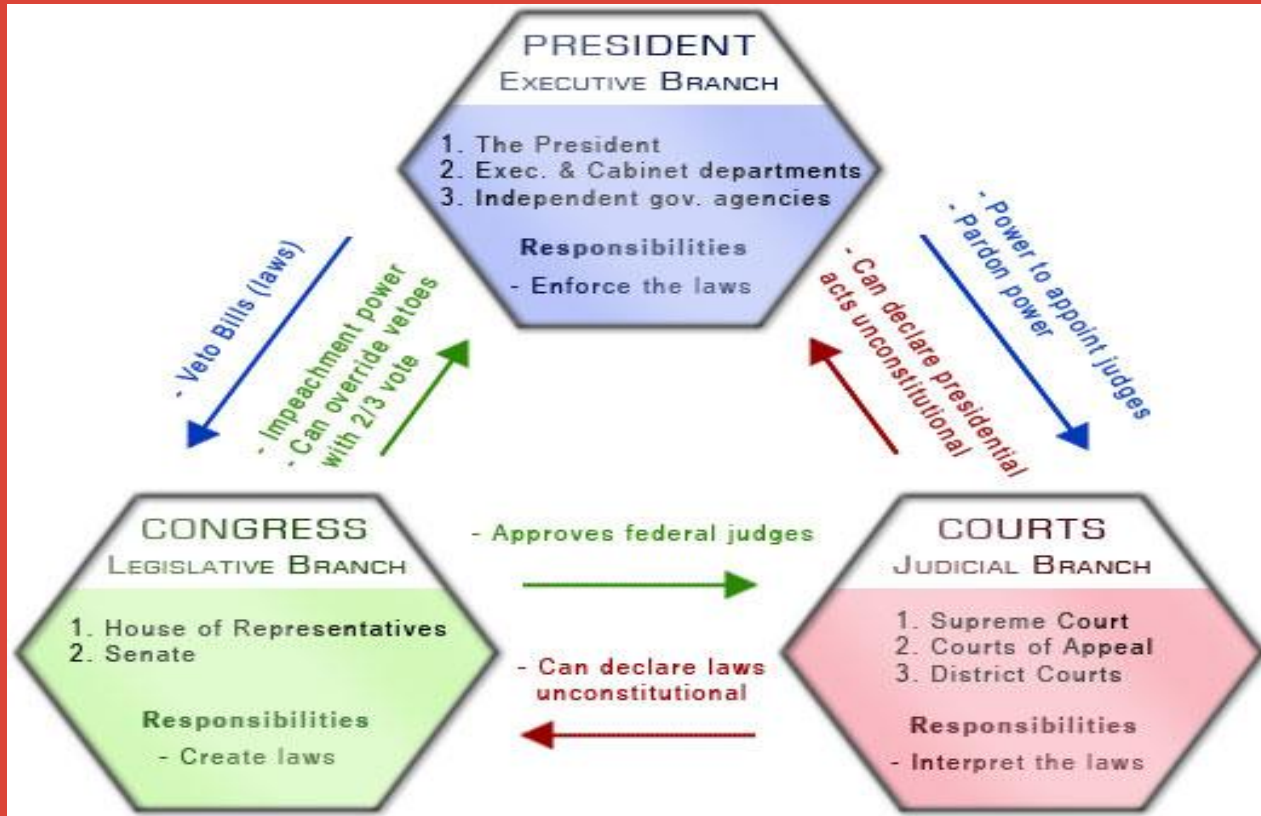 PRESIDENT
EXECUTIVE BRANCH
1. The President
2. Exec. & Cabinet departments
3. Independent gov. agencies
Responsibilities
- Enforce the laws
- Veto Bills (laws)
- Impeachment power
- Can override vetoes
with 2/3 vote
- Can declare presidential
acts unconstitutional
- Power to appoint judges
- Pardon power
CONGRESS
LEGISLATIVE BRANCH
1. House of Representatives
2. Senate
Responsibilities
- Create laws
- Approves federal judges
- Can declare laws
unconstitutional
COURTS
JUDICIAL BRANCH
1. Supreme Court
2. Courts of Appeal
3. District Courts
Responsibilities
- Interpret the laws